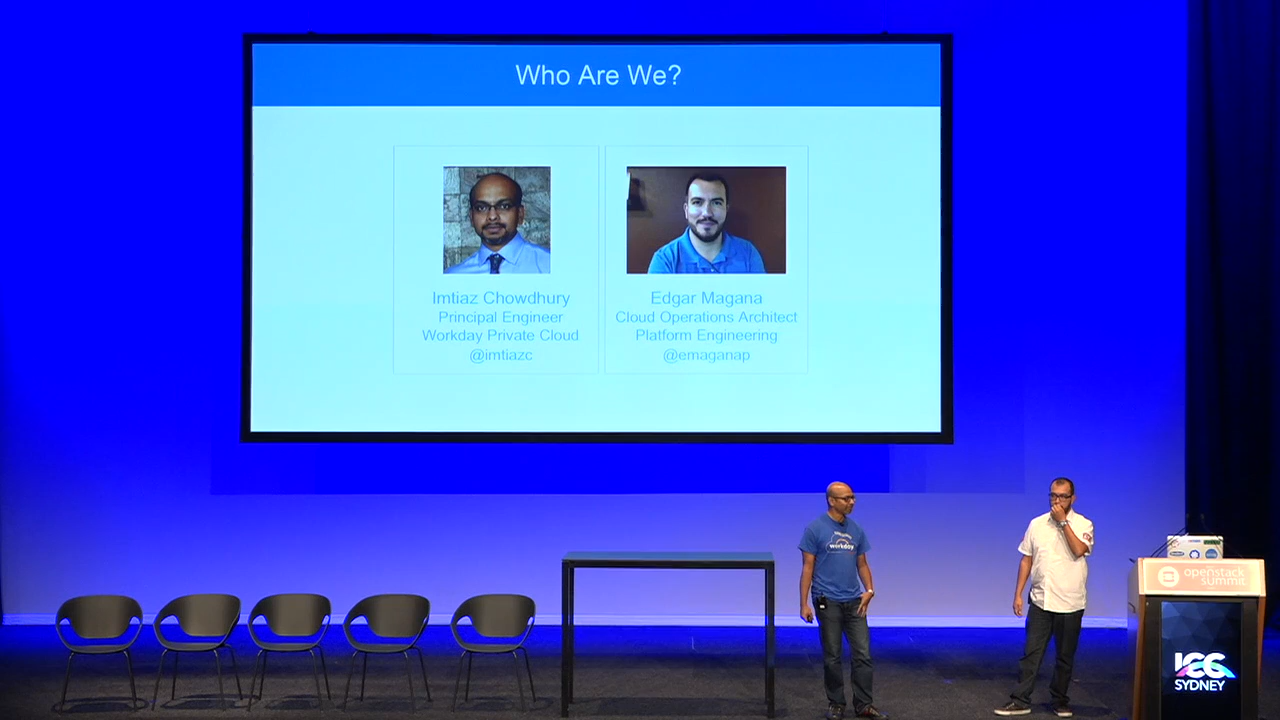 Who Are We?
Imtiaz Chowdhury
Principal Engineer
Workday Private Cloud
@imtiazc
Edgar Magana
Cloud Operations Architect
Platform Engineering
@emaganap
workday
openstack
summit
ICC
SYDNEY